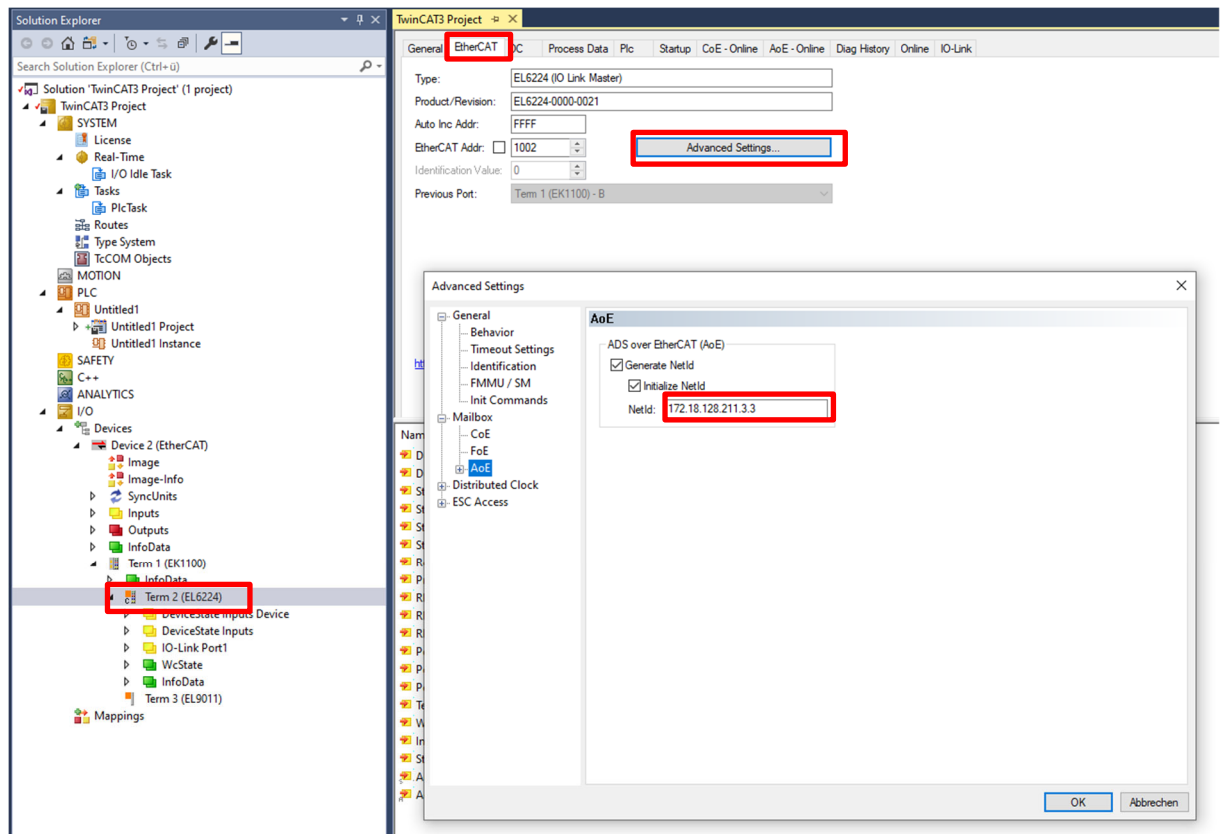 Solution Explorer
Search Solution Explorer (Ctrl+ü)
Solution 'TwinCAT3 Project' (1 project)
TwinCAT3 Project
SYSTEM
License
Real-Time
I/O Idle Task
Tasks
PlcTask
Routes
Type System
TcCOM Objects
MOTION
PLC
Untitled1
Untitled1 Project
Untitled1 Instance
SAFETY
C++
ANALYTICS
I/O
Devices
Device 2 (EtherCAT)
Image
Image-Info
SyncUnits
Inputs
Outputs
InfoData
Term 1 (EK1100)
InfoData
Term 2 (EL6224)
DeviceState Inputs Device
DeviceState Inputs
IO-Link Port1
WcState
InfoData
Term 3 (EL9011)
Mappings
TwinCAT3 Project
General EtherCAT Process Data Plc Startup CoE - Online AoE - Online Diag History Online IO-Link
Type: EL6224 (IO Link Master)
Product/Revision: EL6224-0000-0021
Auto Inc Addr: FFFF
EtherCAT Addr: 1002 Advanced Settings...
Identification Value: 0
Previous Port: Term 1 (EK1100) - B
Advanced Settings
General
Behavior
Timeout Settings
Identification
FMMU / SM
Init Commands
Mailbox
CoE
FoE
AoE
Distributed Clock
ESC Access
AoE
ADS over EtherCAT (AoE)
Generate NetId
Initialize NetId
NetId: 172.18.128.211.3.3
OK Abbrechen